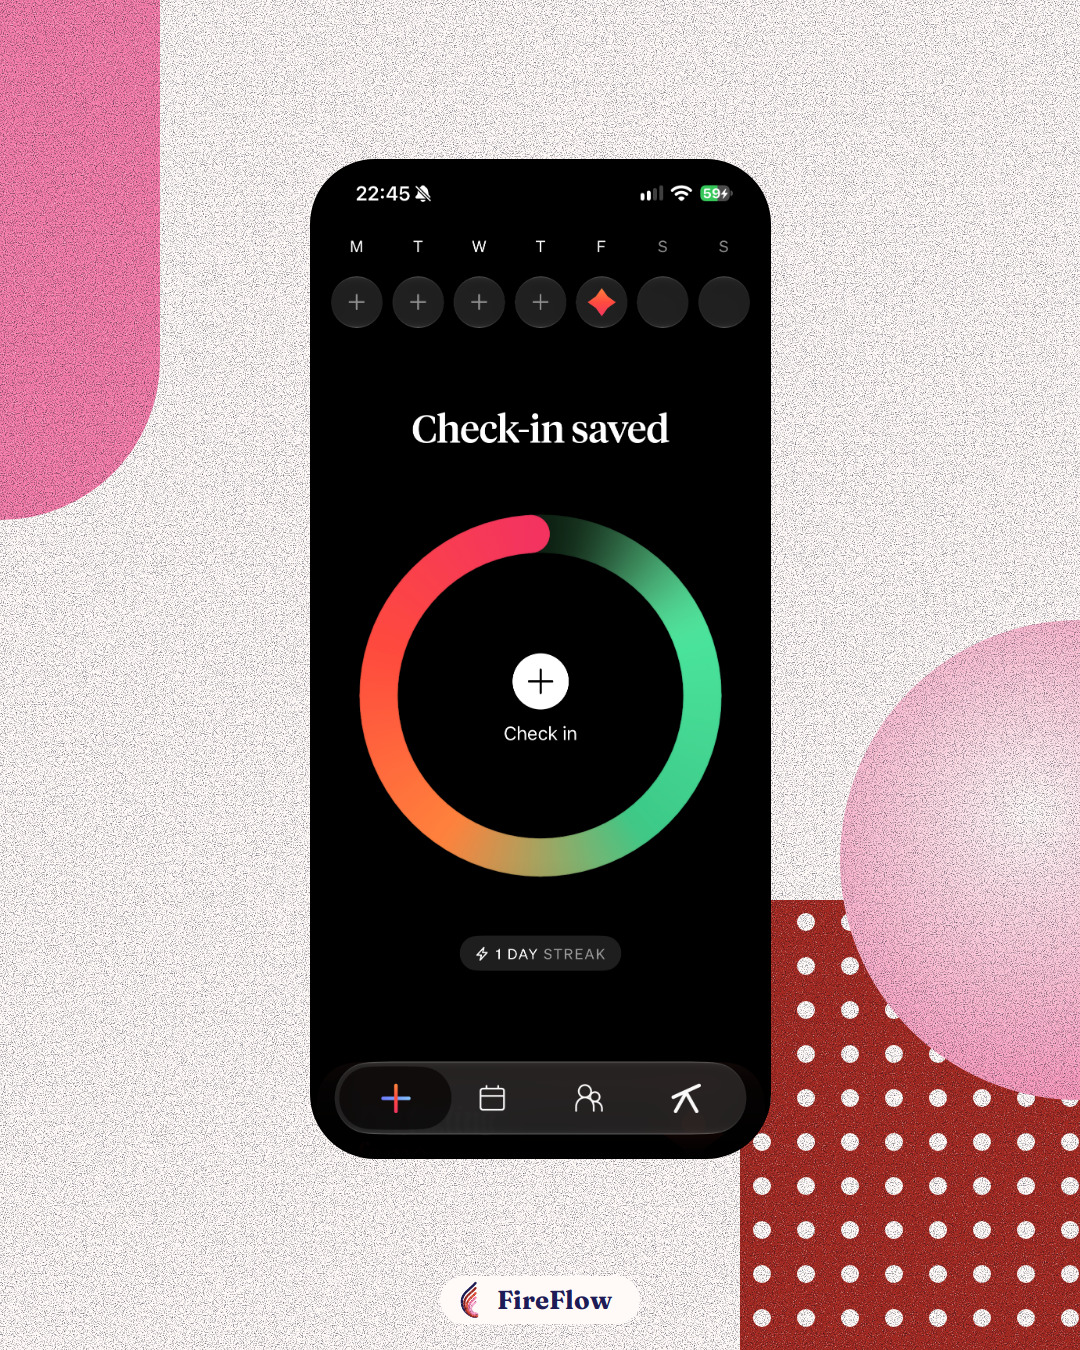 22:45
59
M T W T F S S
Check-in saved
Check in
1 DAY STREAK
FireFlow